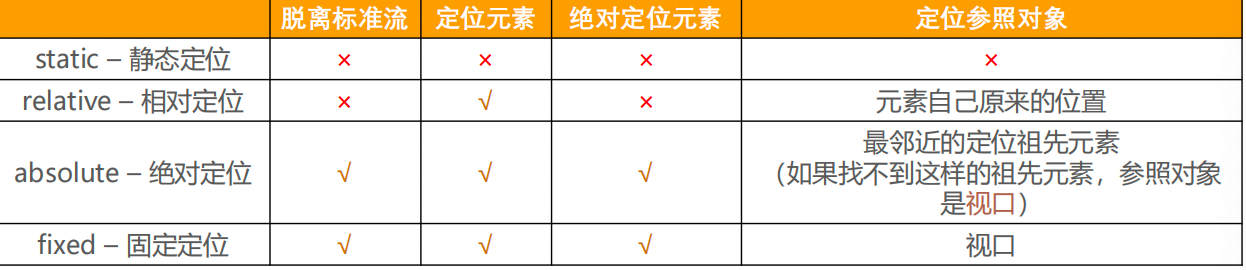 脱离标准流 定位元素 绝对定位元素 定位参照对象
static – 静态定位 × × × ×
relative – 相对定位 × √ × 元素自己原来的位置
absolute – 绝对定位 √ √ √ 最邻近的定位祖先元素
（如果找不到这样的祖先元素，参照对象
是视口）
fixed – 固定定位 √ √ √ 视口